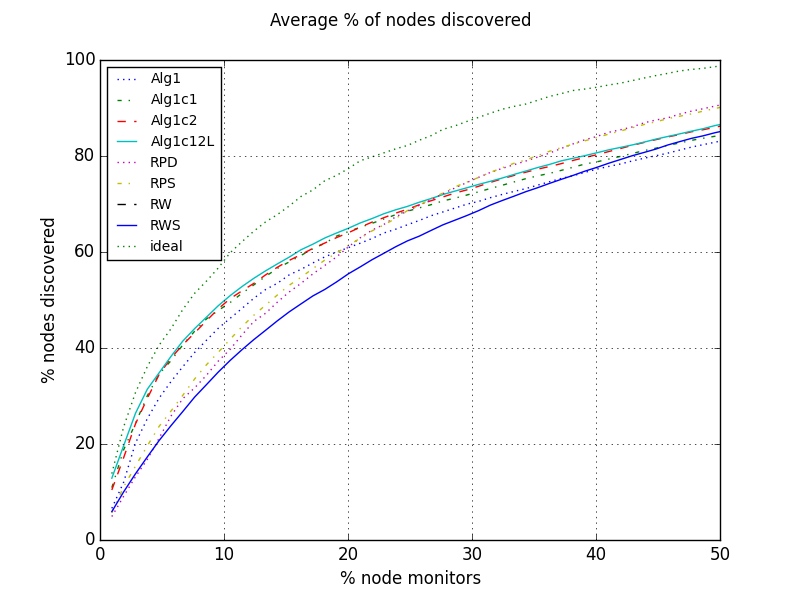 Average % of nodes discovered
100
80
60
40
20
0
% nodes discovered
Alg1
Alg1c1
Alg1c2
Alg1c12L
RPD
RPS
RW
RWS
ideal
0 10 20 30 40 50
% node monitors